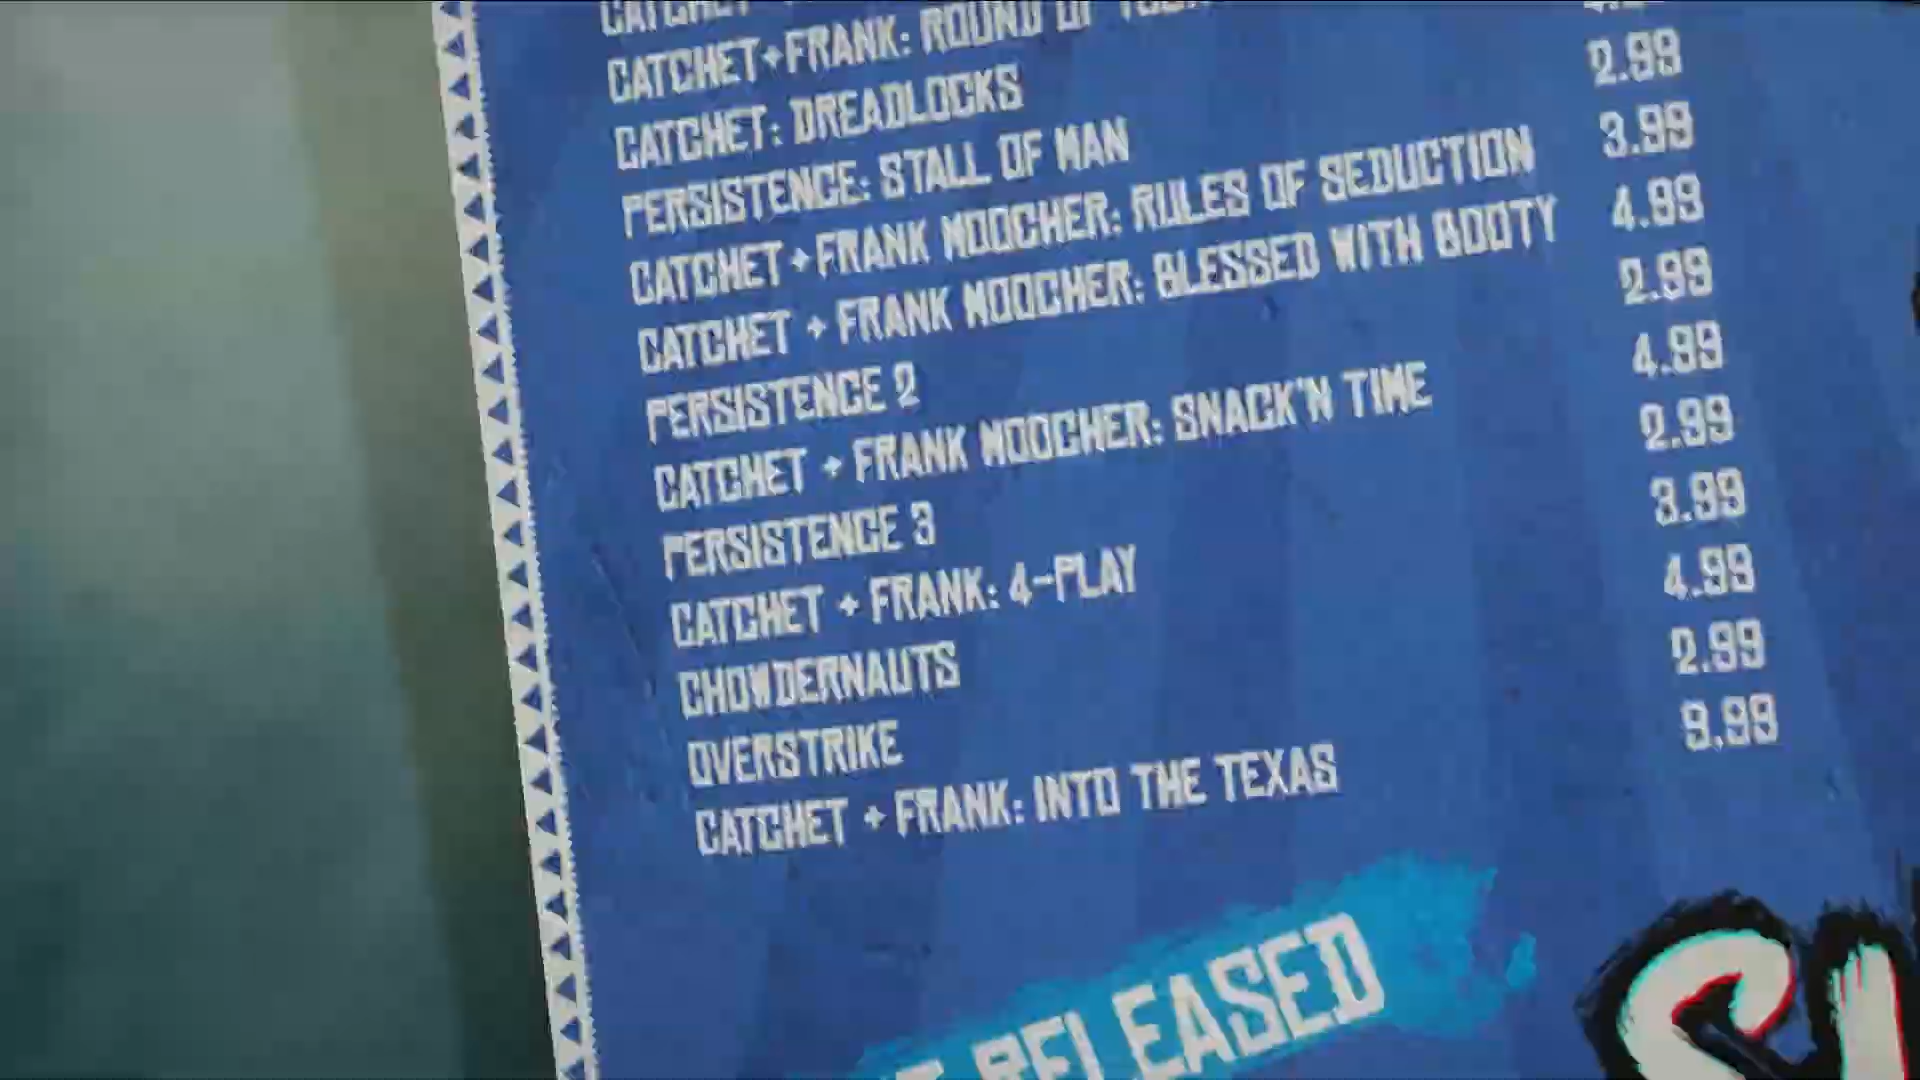 CATCHET
CATCHET+FRANK: ROUND OF
CATCHET: DREADLOCKS
2.99
PERSISTENCE: STALL OF MAN
3.99
CATCHET + FRANK MOOCHER: RULES OF SEDUCTION
4.99
CATCHET + FRANK MOOCHER: BLESSED WITH BOOTY
2.99
PERSISTENCE 2
4.99
CATCHET + FRANK MOOCHER: SNACK'N TIME
2.99
PERSISTENCE 3
3.99
CATCHET + FRANK: 4-PLAY
4.99
CHOWDERNAUTS
2.99
OVERSTRIKE
9.99
CATCHET + FRANK: INTO THE TEXAS
RELEASED